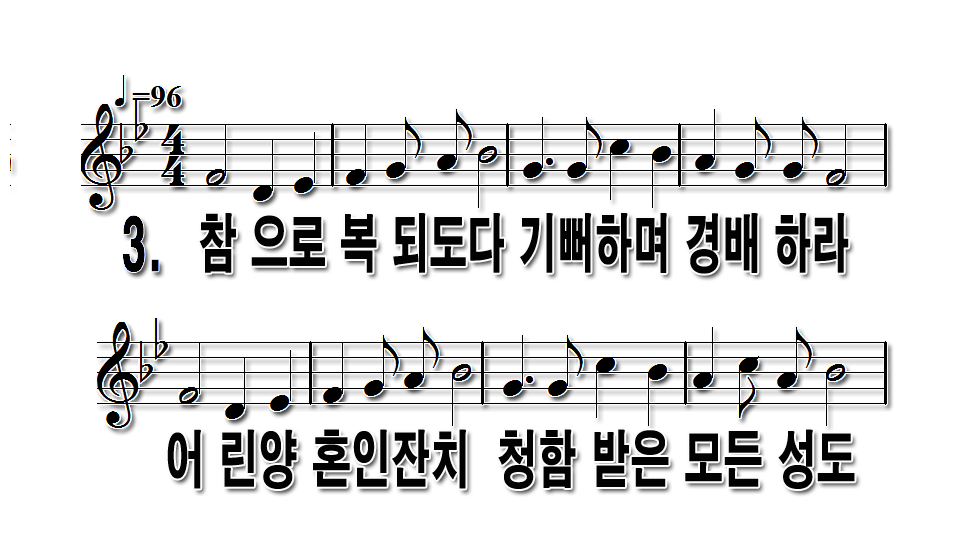 =96
3. 참 으로 복 되도다 기뻐하며 경배 하라
어 린양 혼인잔치 청함 받은 모든 성도